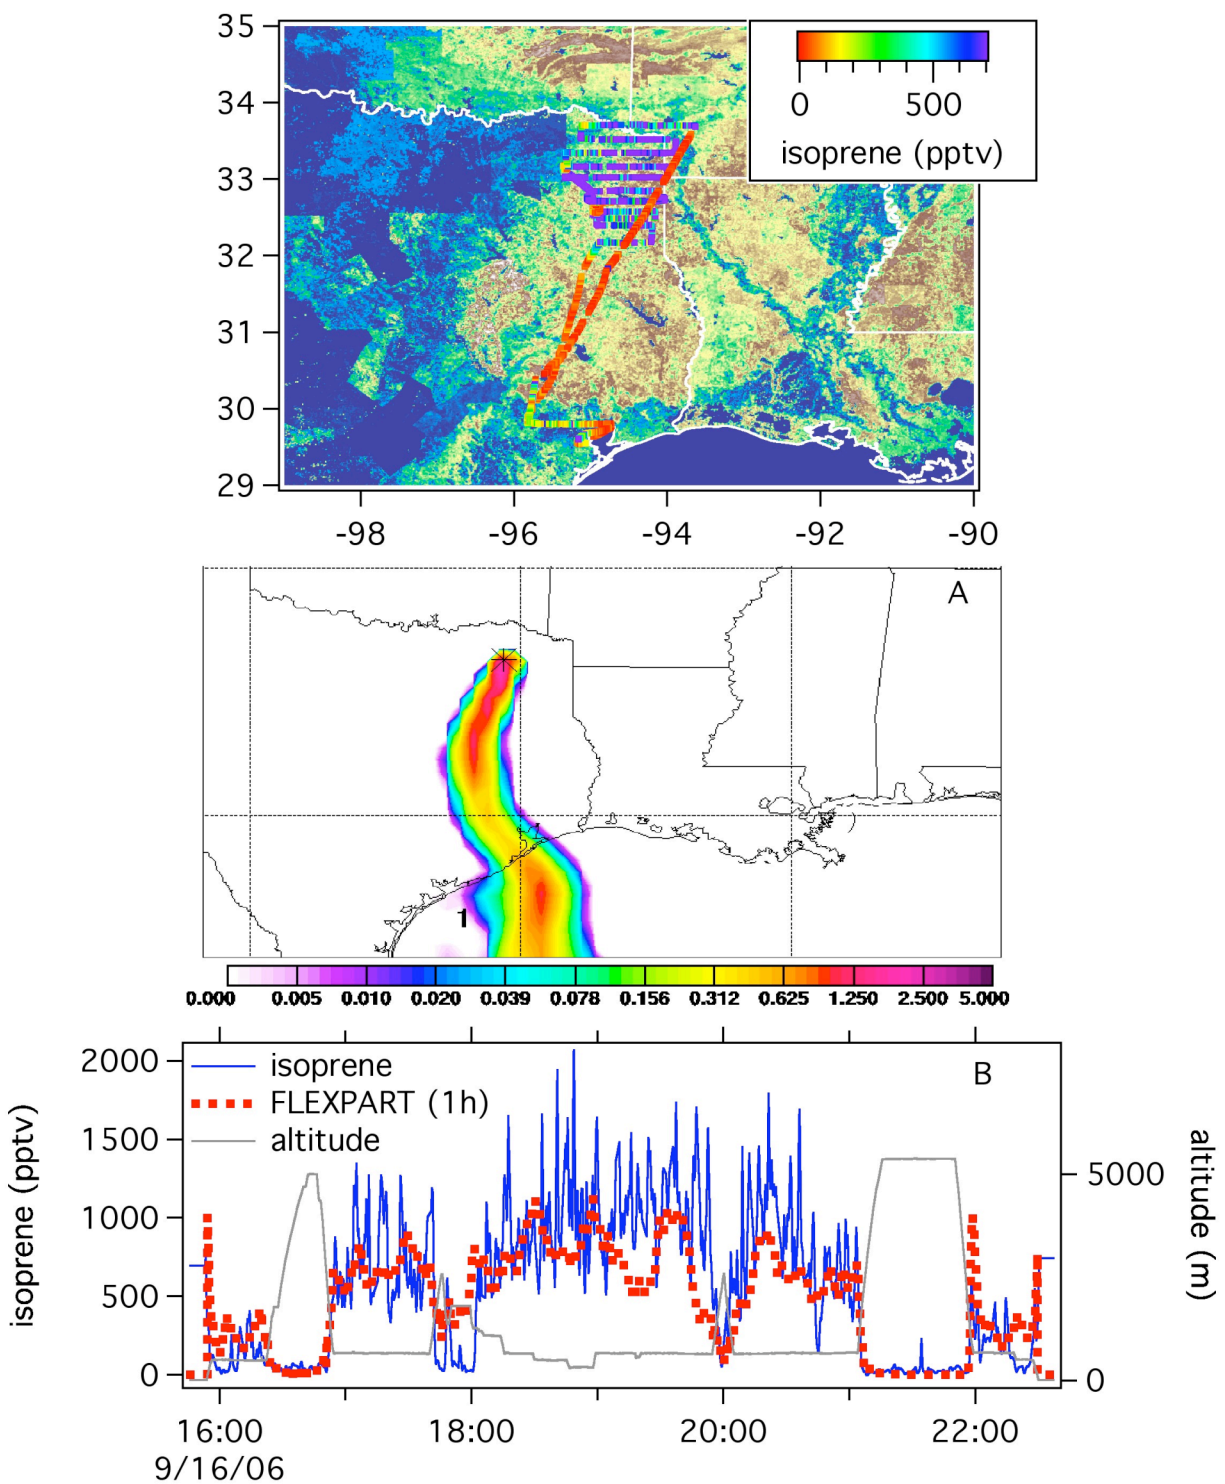 35
34
33
32
31
30
29
-98 -96 -94 -92 -90
0 500
isoprene (pptv)
A
1
0.000 0.005 0.010 0.020 0.039 0.078 0.156 0.312 0.625 1.250 2.500 5.000
B
isoprene
FLEXPART (1h)
altitude
isoprene (pptv)
2000
1500
1000
500
0
altitude (m)
5000
0
16:00 18:00 20:00 22:00
9/16/06